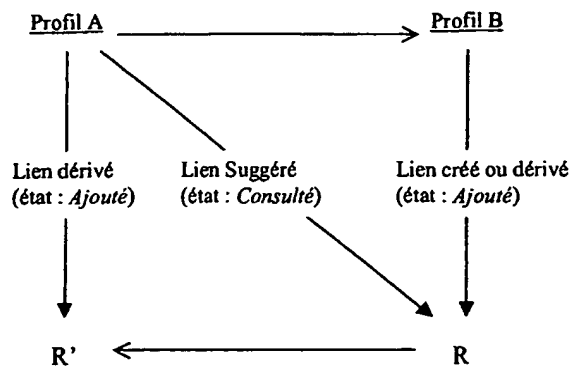 Profil A
Profil B
Lien dérivé
(état : Ajouté)
Lien Suggéré
(état : Consulté)
Lien créé ou dérivé
(état : Ajouté)
R'
R